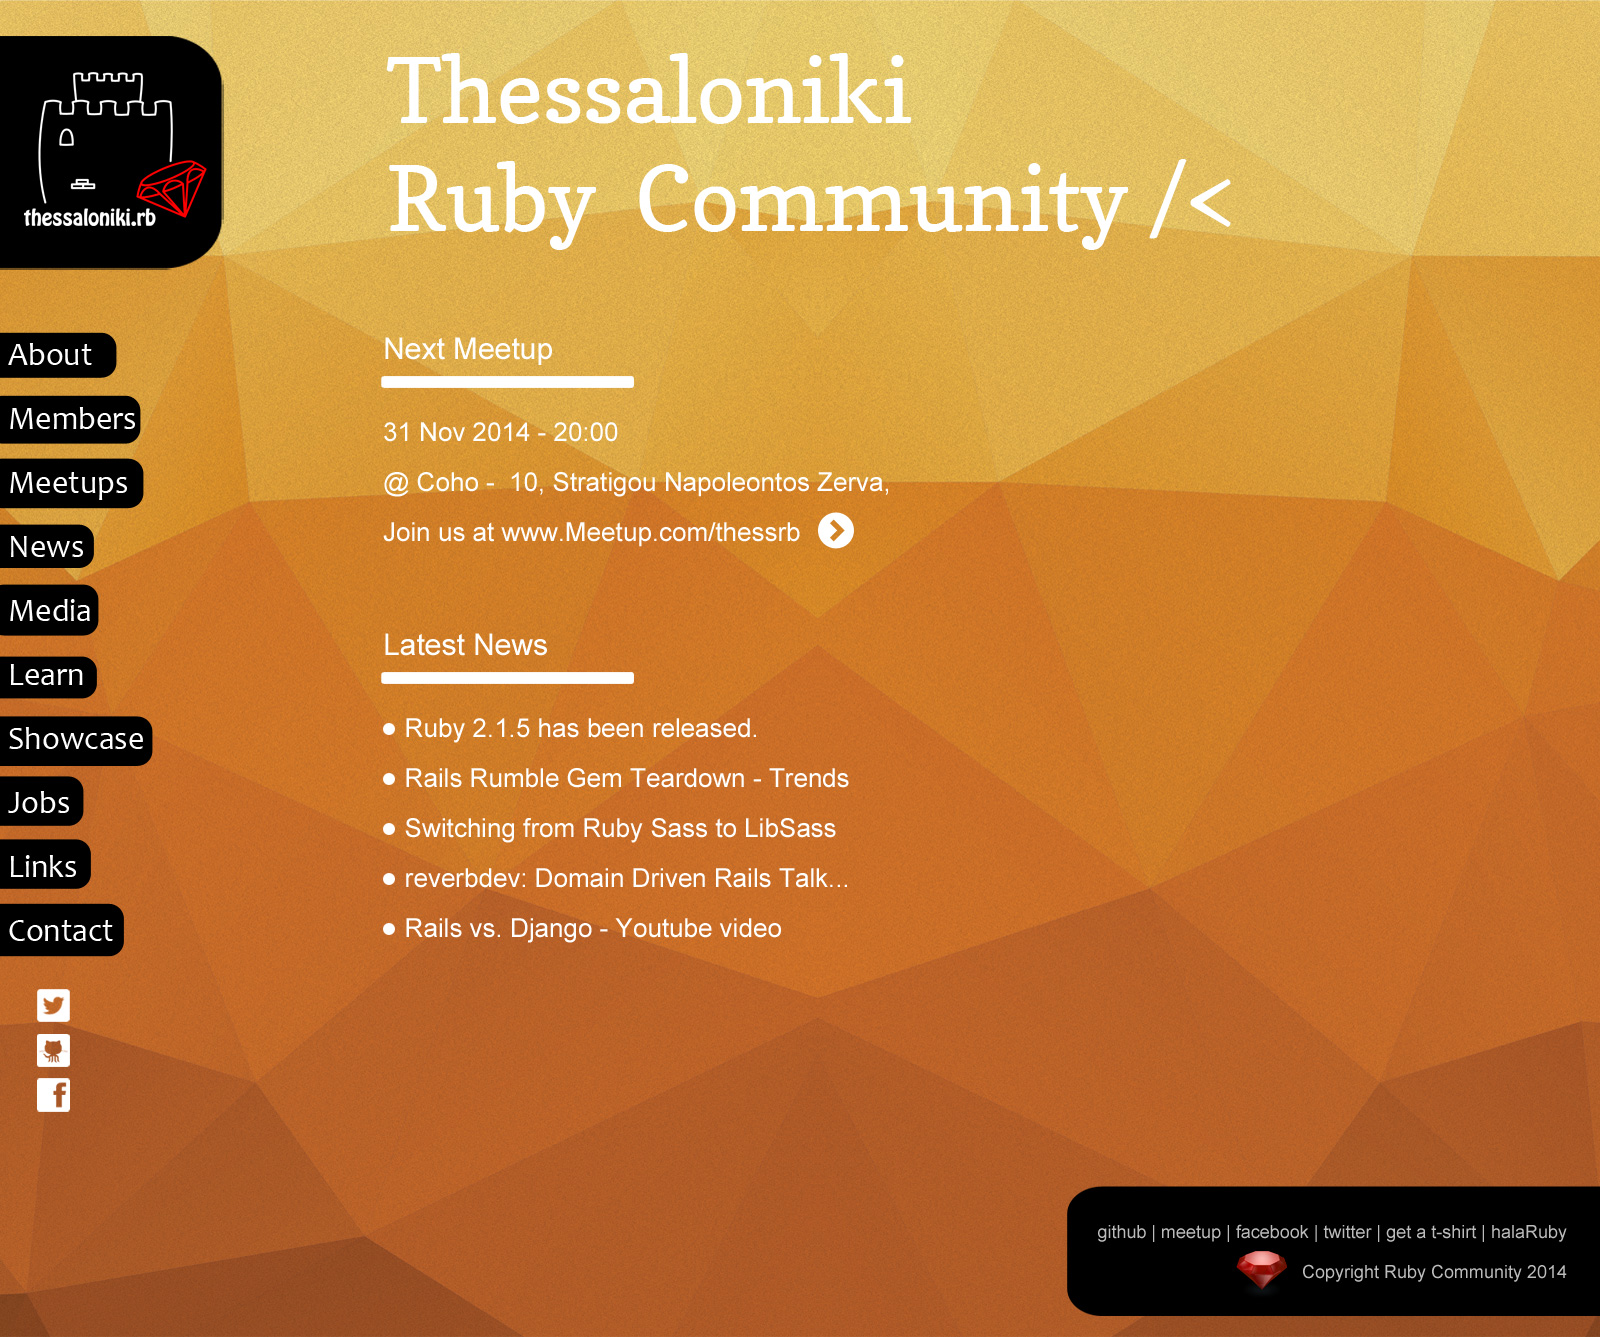 thessaloniki.rb
Thessaloniki
Ruby Community /<
About
Members
Meetups
News
Media
Learn
Showcase
Jobs
Links
Contact
Next Meetup
31 Nov 2014 - 20:00
@ Coho - 10, Stratigou Napoleontos Zerva,
Join us at www.Meetup.com/thessrb
Latest News
Ruby 2.1.5 has been released.
Rails Rumble Gem Teardown - Trends
Switching from Ruby Sass to LibSass
reverbdev: Domain Driven Rails Talk...
Rails vs. Django - Youtube video
github | meetup | facebook | twitter | get a t-shirt | halaRuby
Copyright Ruby Community 2014